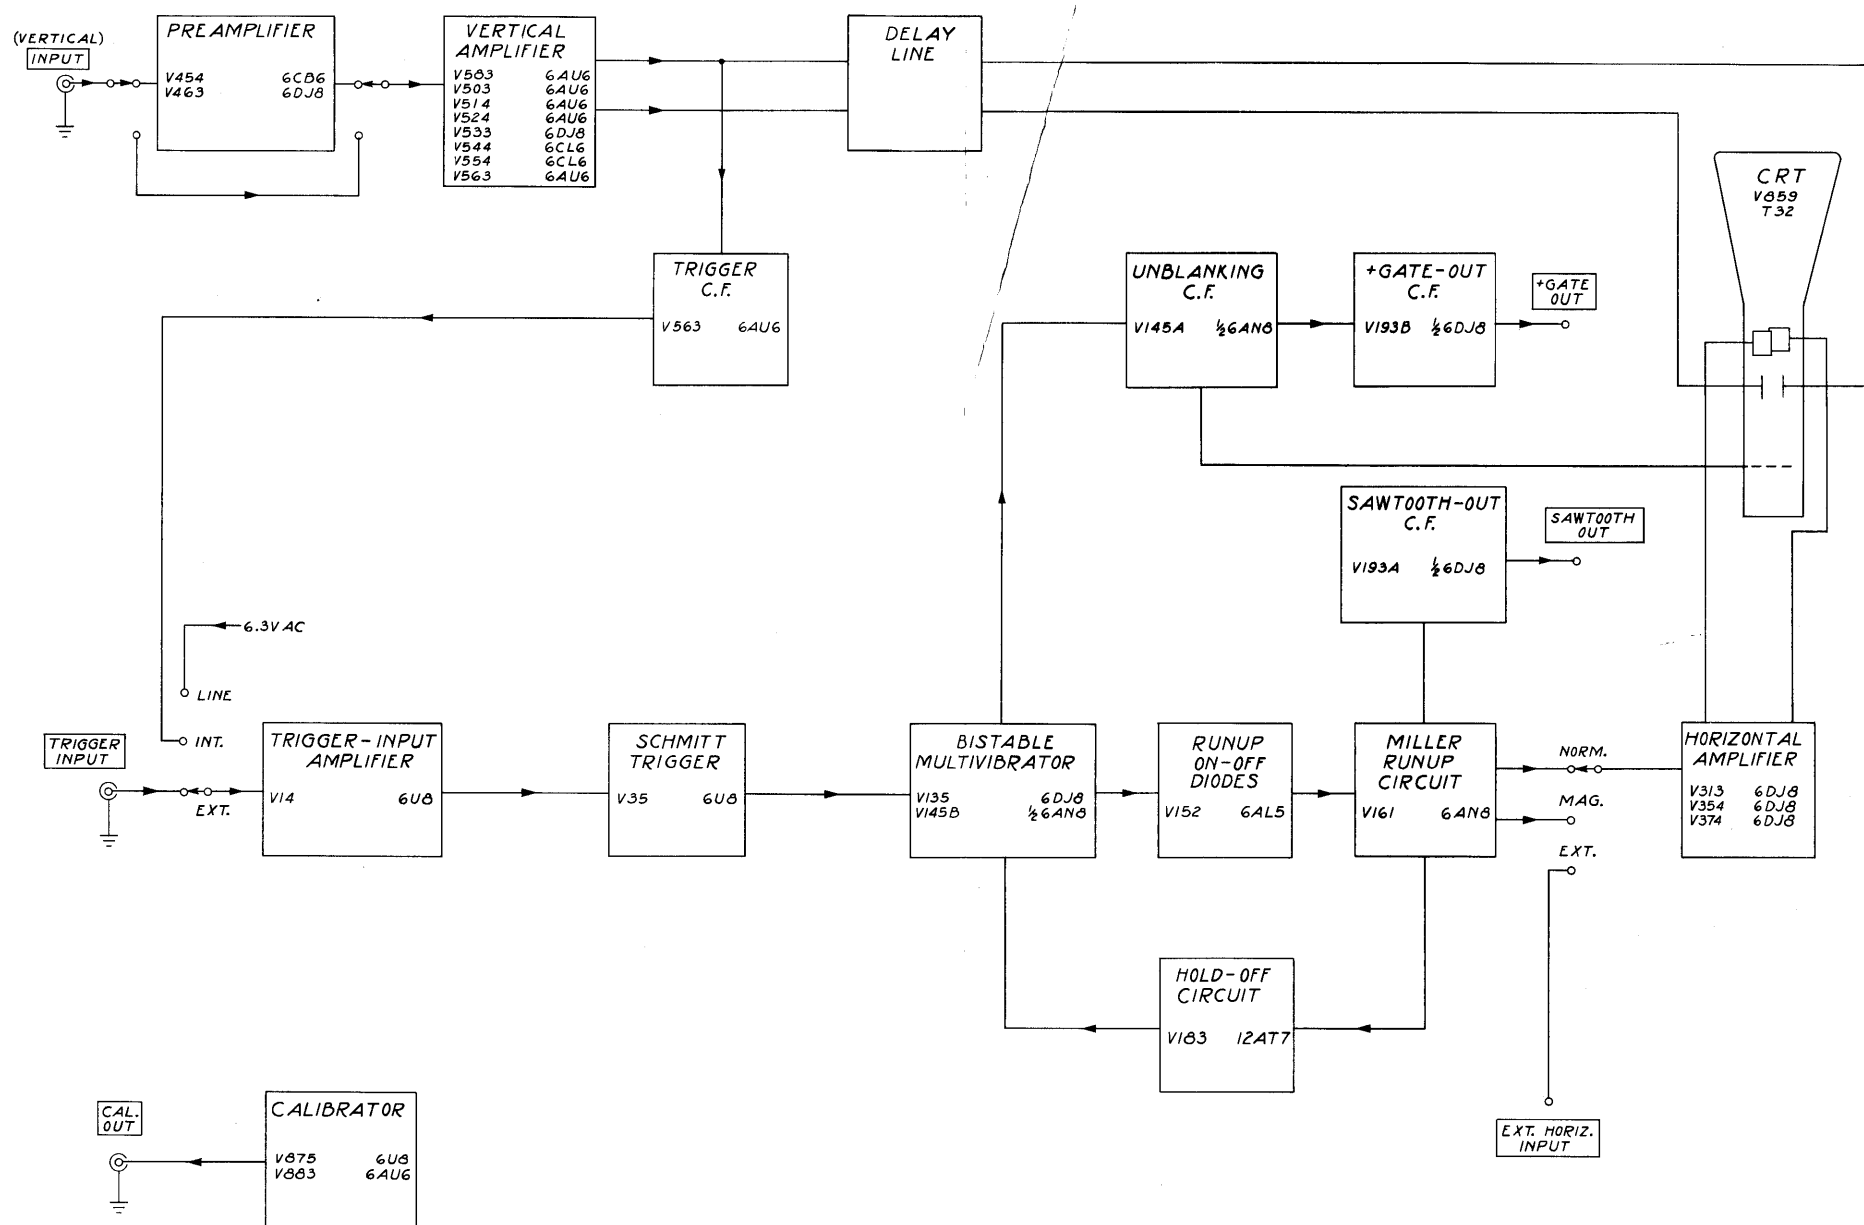 (VERTICAL)
INPUT
PREAMPLIFIER
V454 6CB6
V463 6DJ8
VERTICAL
AMPLIFIER
V583 6AU6
V503 6AU6
V514 6AU6
V524 6AU6
V533 6DJ8
V544 6CL6
V554 6CL6
V563 6AU6
DELAY
LINE
CRT
V859
T32
TRIGGER
C.F.
V563 6AU6
UNBLANKING
C.F.
V145A ½6AN8
+GATE-OUT
C.F.
V193B ½6DJ8
+GATE
OUT
SAWTOOTH-OUT
C.F.
V193A ½6DJ8
SAWTOOTH
OUT
6.3V AC
LINE
INT.
TRIGGER
INPUT
EXT.
TRIGGER-INPUT
AMPLIFIER
V14 6U8
SCHMITT
TRIGGER
V35 6U8
BISTABLE
MULTIVIBRATOR
V135 6DJ8
V145B ½6AN8
RUNUP
ON-OFF
DIODES
V152 6AL5
MILLER
RUNUP
CIRCUIT
V161 6AN8
NORM.
MAG.
EXT.
HORIZONTAL
AMPLIFIER
V313 6DJ8
V354 6DJ8
V374 6DJ8
HOLD-OFF
CIRCUIT
V183 12AT7
EXT. HORIZ.
INPUT
CAL.
OUT
CALIBRATOR
V875 6U8
V883 6AU6